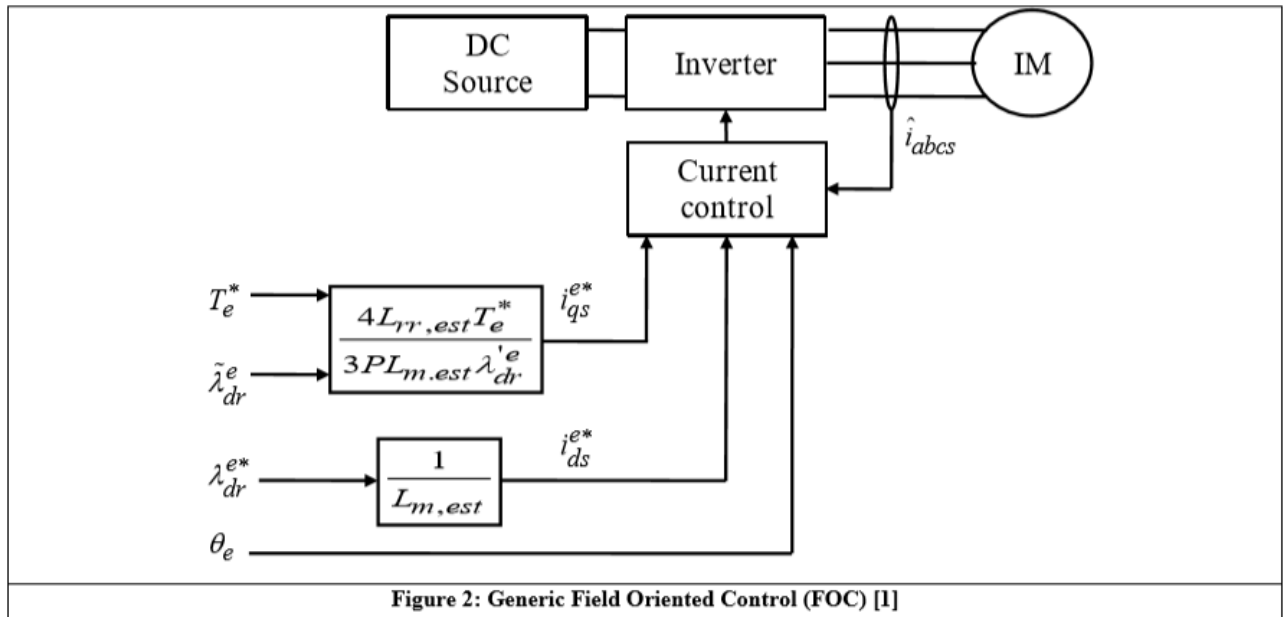 DC
Source
Inverter
IM
î_abcs
Current
control
T_e^*
i_qs^e*
4L_rr,est T_e^*
3PL_m.est λ_dr^'e
λ̃_dr^e
i_ds^e*
λ_dr^e*
1
L_m,est
θ_e
Figure 2: Generic Field Oriented Control (FOC) [1]